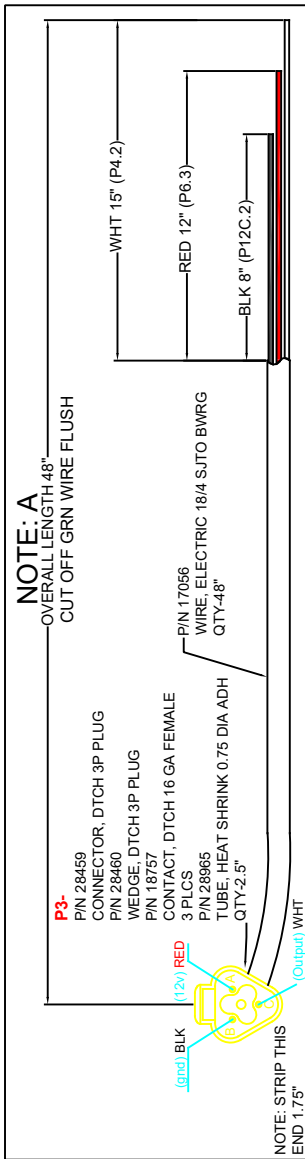 NOTE: A
OVERALL LENGTH 48"
CUT OFF GRN WIRE FLUSH
WHT 15" (P4.2)
RED 12" (P6.3)
BLK 8" (P12C.2)
P3-
P/N 28459
CONNECTOR, DTCH 3P PLUG
P/N 28460
WEDGE, DTCH 3P PLUG
P/N 18757
CONTACT, DTCH 16 GA FEMALE
3 PLCS
P/N 28965
TUBE, HEAT SHRINK 0.75 DIA ADH
QTY-2.5"
P/N 17056
WIRE, ELECTRIC 18/4 SJTO BWRG
QTY-48"
(gnd) BLK
(12v) RED
B
A
C
(Output) WHT
NOTE: STRIP THIS
END 1.75"